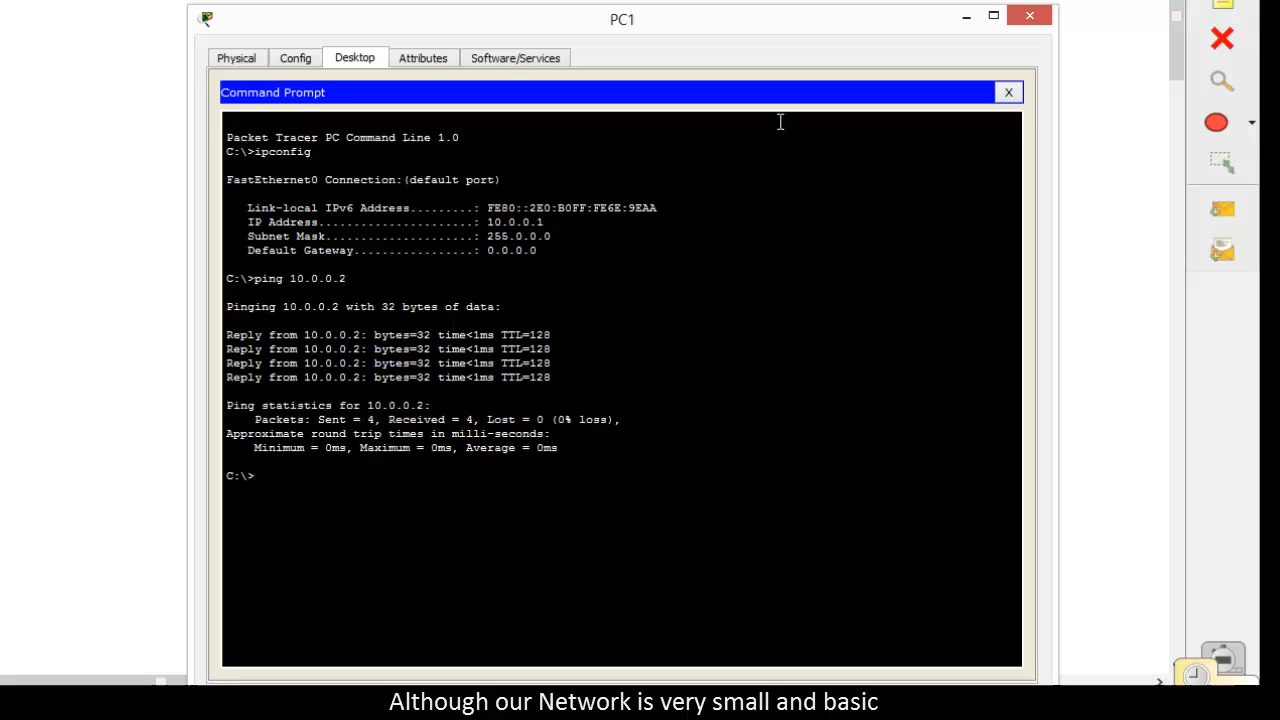 PC1
Physical Config Desktop Attributes Software/Services
Command Prompt X
Packet Tracer PC Command Line 1.0
C:\>ipconfig
FastEthernet0 Connection:(default port)
Link-local IPv6 Address.........: FE80::2E0:B0FF:FE6E:9EAA
IP Address......................: 10.0.0.1
Subnet Mask.....................: 255.0.0.0
Default Gateway.................: 0.0.0.0
C:\>ping 10.0.0.2
Pinging 10.0.0.2 with 32 bytes of data:
Reply from 10.0.0.2: bytes=32 time<1ms TTL=128
Reply from 10.0.0.2: bytes=32 time<1ms TTL=128
Reply from 10.0.0.2: bytes=32 time<1ms TTL=128
Reply from 10.0.0.2: bytes=32 time<1ms TTL=128
Ping statistics for 10.0.0.2:
Packets: Sent = 4, Received = 4, Lost = 0 (0% loss),
Approximate round trip times in milli-seconds:
Minimum = 0ms, Maximum = 0ms, Average = 0ms
C:\>
Although our Network is very small and basic